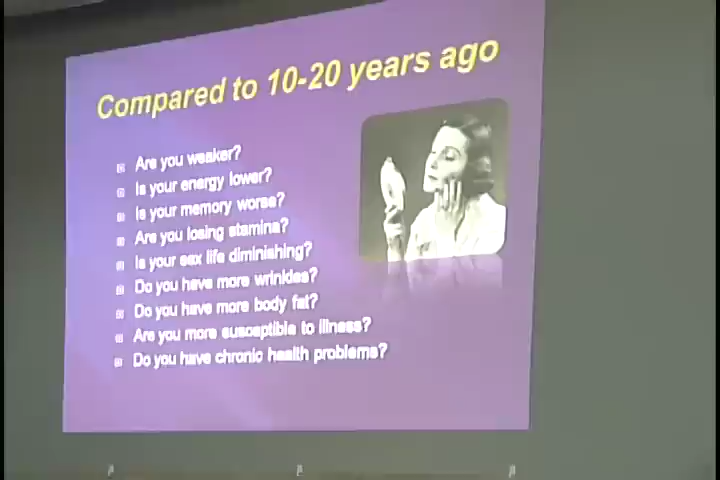 Compared to 10-20 years ago
Are you weaker?
Is your energy lower?
Is your memory worse?
Are you losing stamina?
Is your sex life diminishing?
Do you have more wrinkles?
Do you have more body fat?
Are you more susceptible to illness?
Do you have chronic health problems?